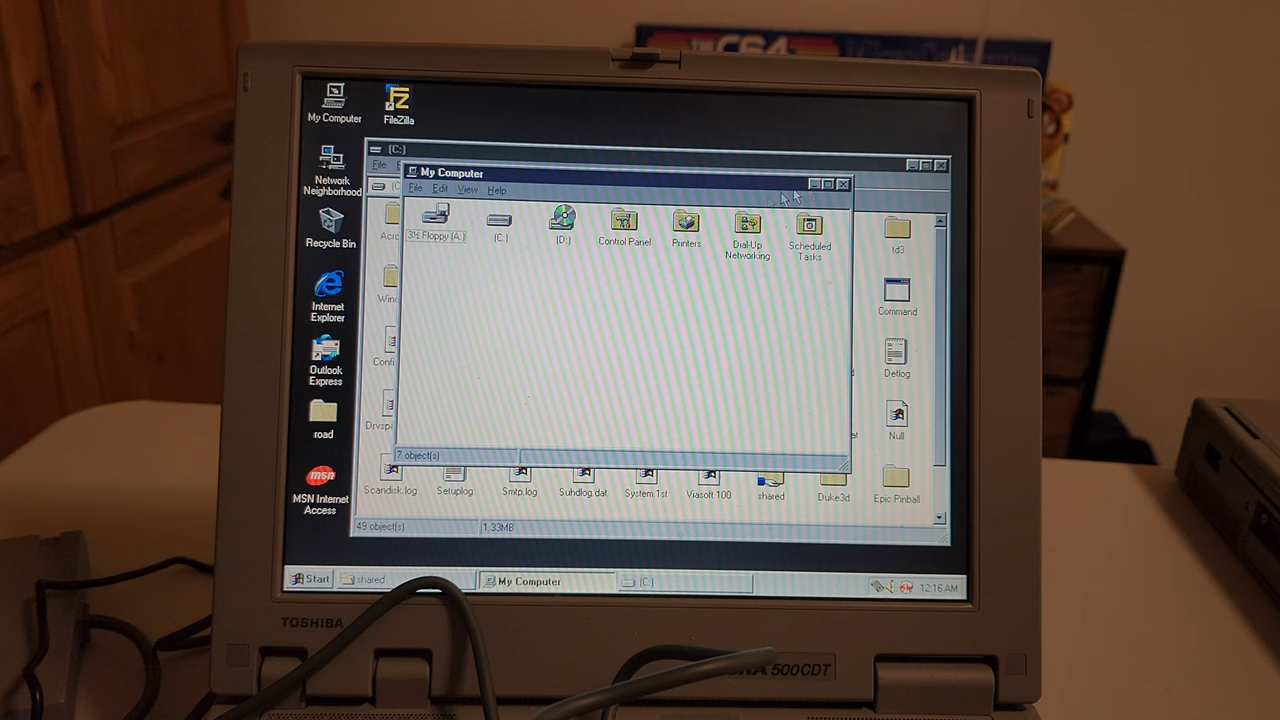 THE C64
My Computer
FileZilla
Network
Neighborhood
Recycle Bin
Internet
Explorer
Outlook
Express
road
msn
MSN Internet
Access
(C:)
File
My Computer
File Edit View Help
3½ Floppy (A:)
(C:)
(D:)
Control Panel
Printers
Dial-Up
Networking
Scheduled
Tasks
7 object(s)
td3
Command
Detlog
Null
Epic Pinball
Scandisk.log
Setuplog
Smtp.log
Suhdlog.dat
System.1st
Viasoft.100
shared
Duke3d
49 object(s)
1.33MB
Start
shared
My Computer
(C:)
12:16 AM
TOSHIBA
500CDT